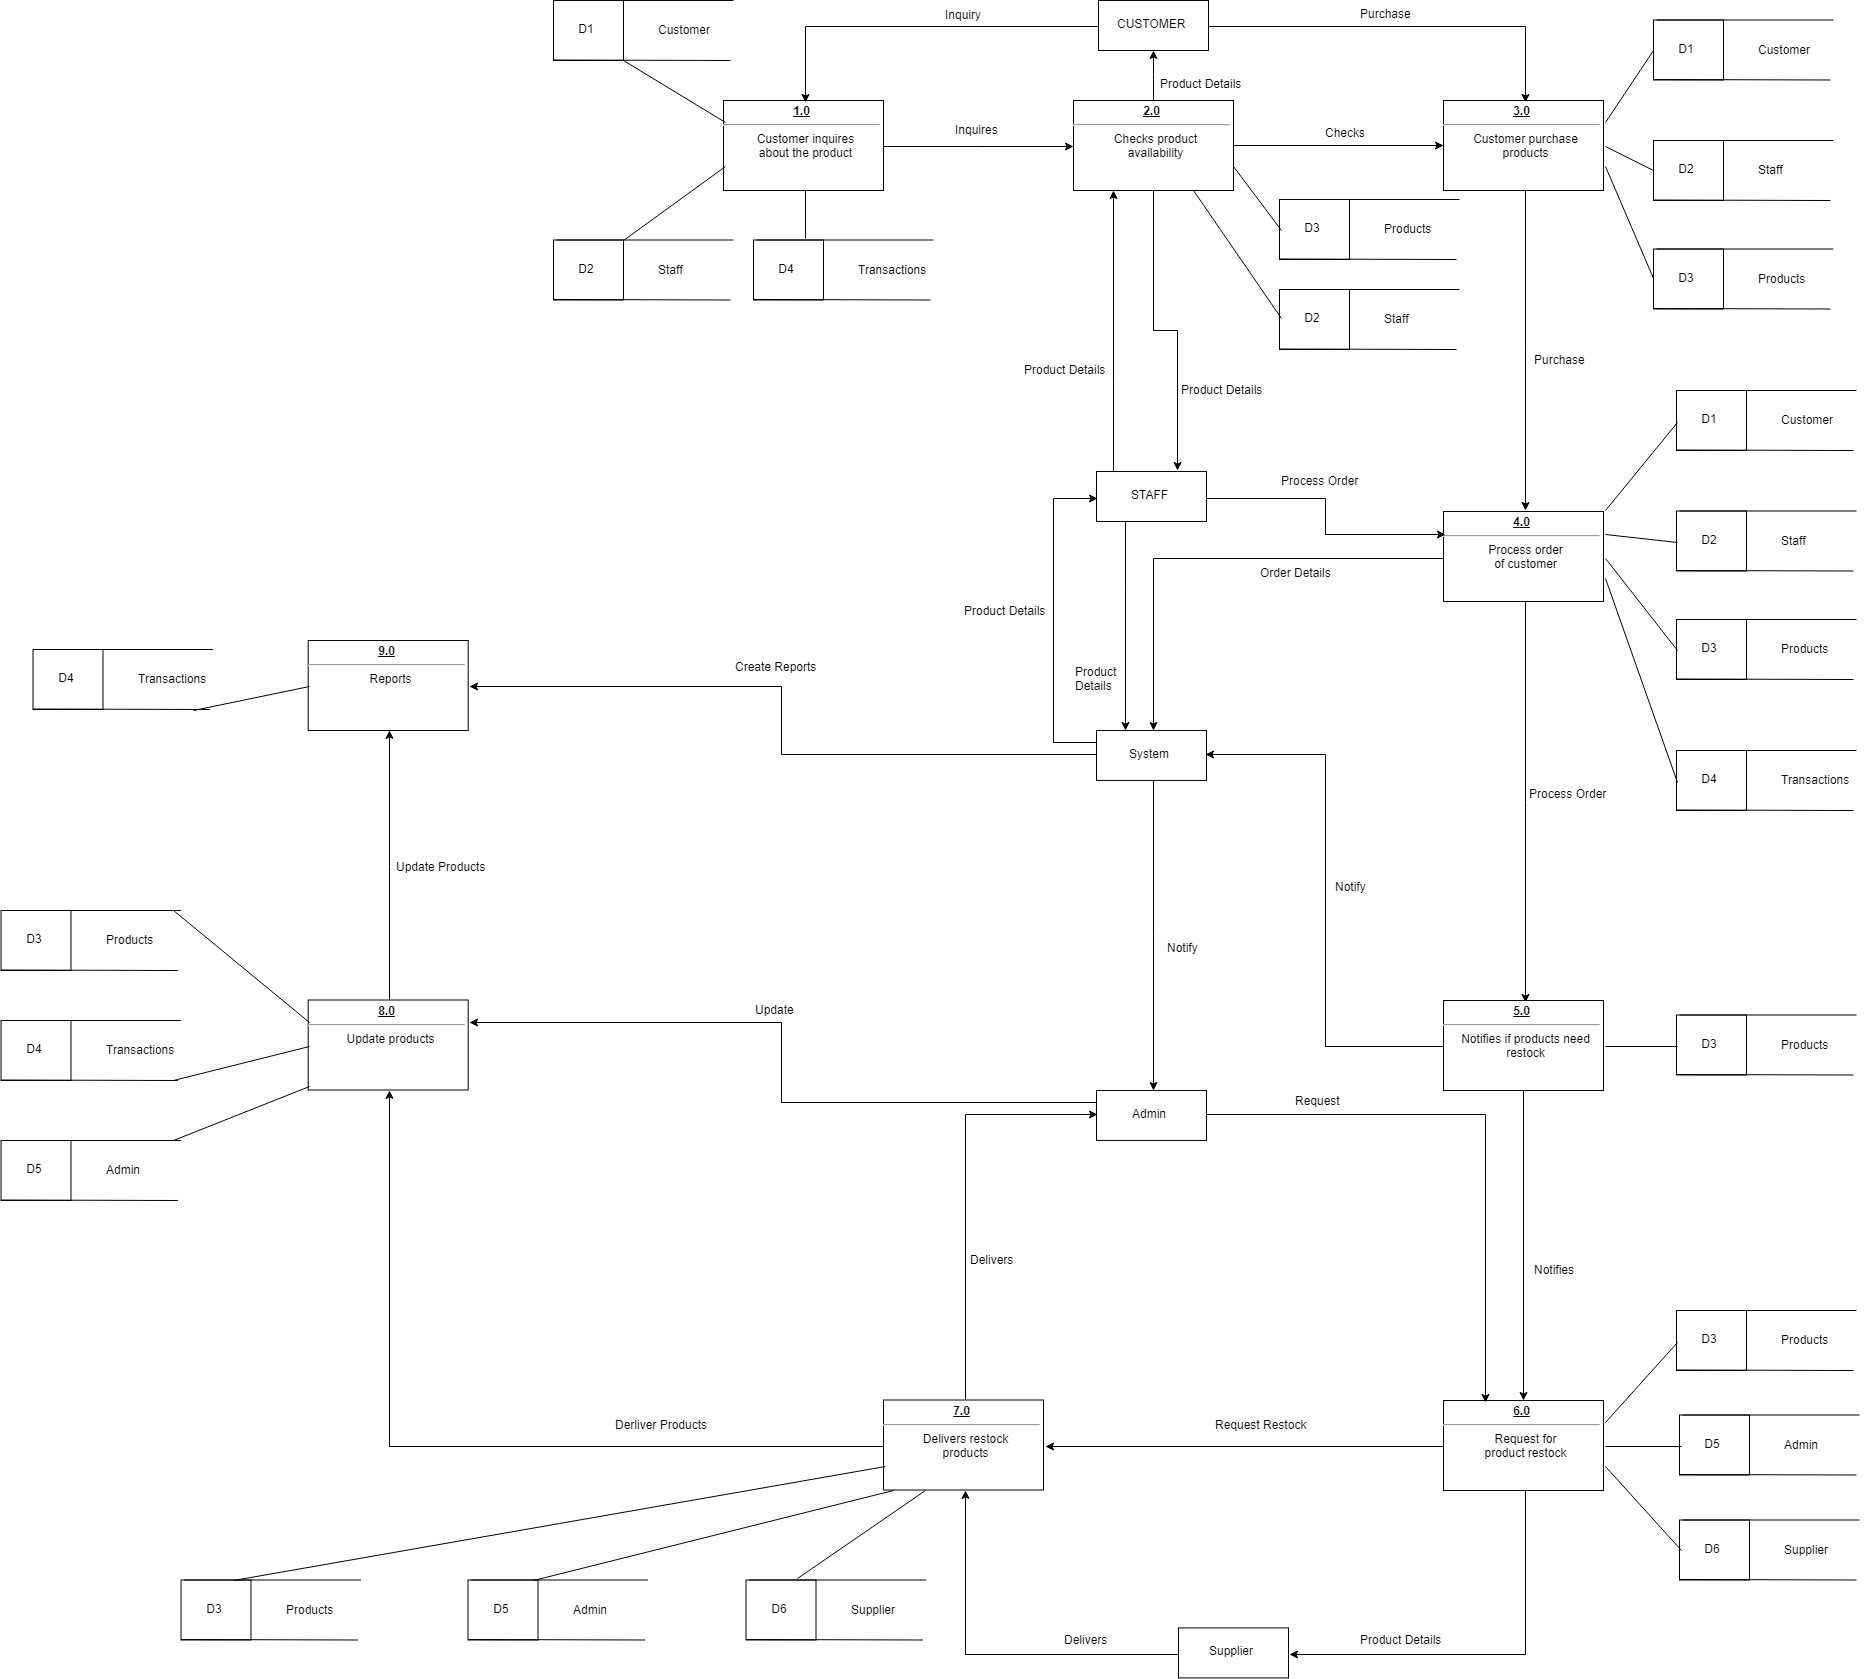 D1
Customer
Inquiry
CUSTOMER
Purchase
D1
Customer
Product Details
1.0
Customer inquires
about the product
Inquires
2.0
Checks product
availability
Checks
3.0
Customer purchase
products
D2
Staff
D3
Products
D2
Staff
D4
Transactions
D2
Staff
D3
Products
Product Details
Product Details
Purchase
D1
Customer
STAFF
Process Order
4.0
Process order
of customer
D2
Staff
Order Details
Product Details
D3
Products
D4
Transactions
9.0
Reports
Create Reports
Product
Details
System
D4
Transactions
Process Order
Update Products
Notify
Notify
D3
Products
D4
Transactions
8.0
Update products
Update
5.0
Notifies if products need
restock
D3
Products
D5
Admin
Admin
Request
Delivers
Notifies
D3
Products
Derliver Products
7.0
Delivers restock
products
Request Restock
6.0
Request for
product restock
D5
Admin
D6
Supplier
D3
Products
D5
Admin
D6
Supplier
Delivers
Supplier
Product Details